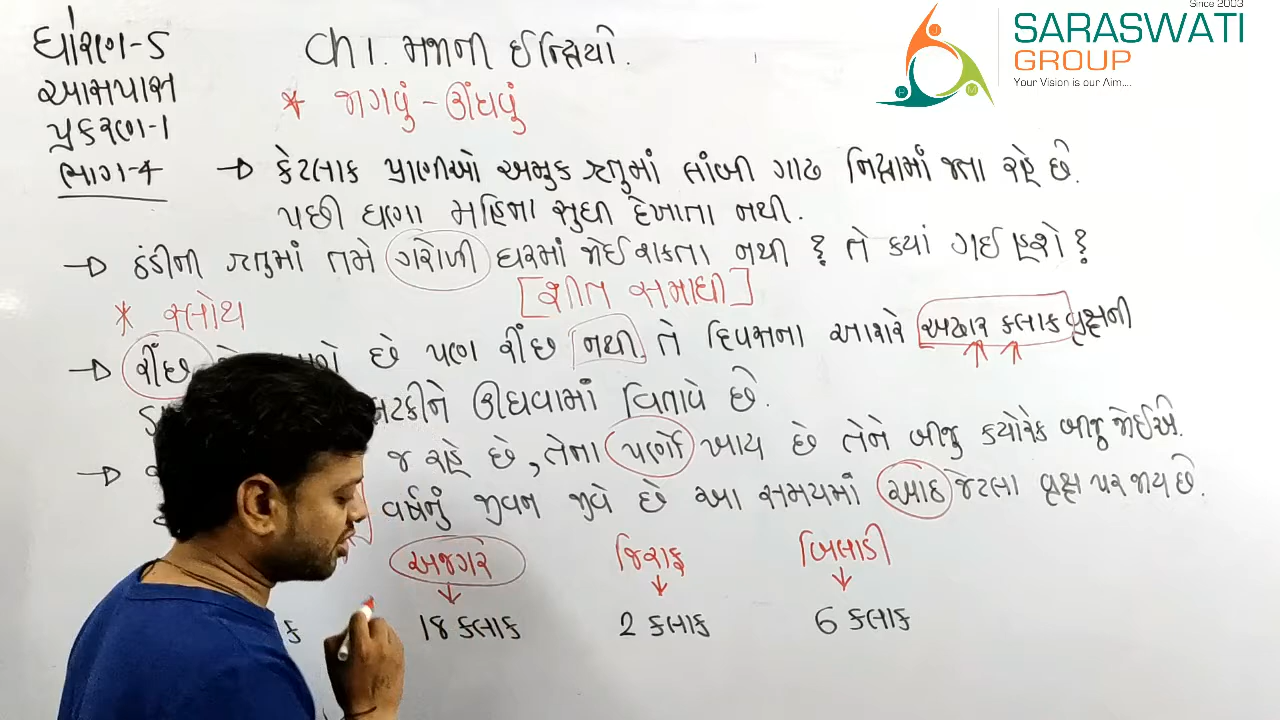 ધોરણ-5
આસપાસ
પ્રકરણ-1
ભાગ-4
Ch 1. મજાની ઈન્દ્રિયો.
* જાગવું - ઊંઘવું
→ કેટલાક પ્રાણીઓ અમુક ઋતુમાં લાંબી ગાઢ નિદ્રામાં જતા રહે છે.
પછી ઘણા મહિના સુધી દેખાતા નથી.
→ ઠંડીની ઋતુમાં તમે ગરોળી ઘરમાં જોઈ શકતા નથી ? તે કયાં ગઈ હશે ?
[શીત સમાધી]
* સ્લોથ
→ રીંછ છે પણ રીંછ નથી. તે દિવસના આશરે અઢાર કલાક વૃક્ષની
લટકીને ઊંઘવામાં વિતાવે છે.
→ જ રહે છે, તેના પર્ણો ખાય છે તેને બીજુ કયારેક બીજુ જોઈએ.
વર્ષનું જીવન જીવે છે આ સમયમાં આઠ જેટલા વૃક્ષ પર જાય છે.
અજગર જિરાફ બિલાડી
18 કલાક 2 કલાક 6 કલાક
Since 2003
SARASWATI
GROUP
Your Vision is our Aim....